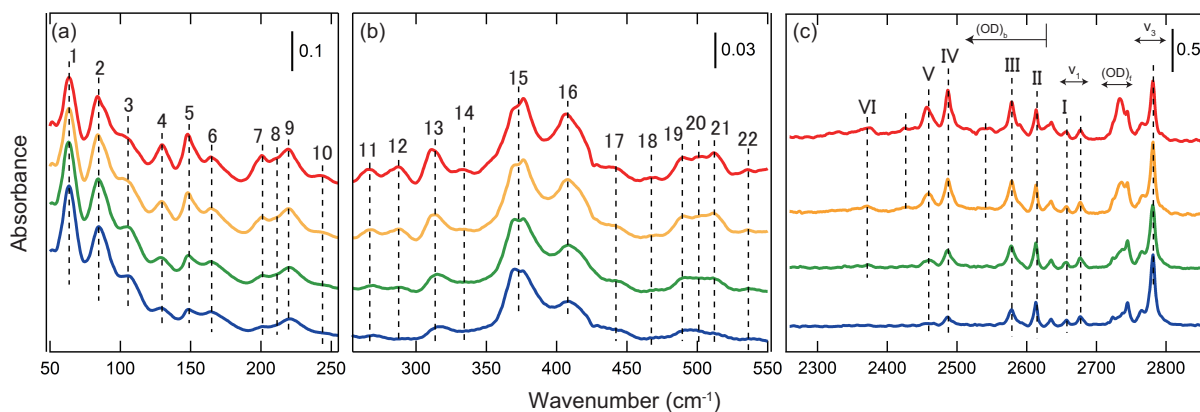 (a)
1
2
3
4
5
6
7
8
9
10
0.1
(b)
0.03
11
12
13
14
15
16
17
18
19
20
21
22
(c)
(OD)b
ν3
0.5
VI
V
IV
III
II
I
ν1
(OD)f
Absorbance
50 100 150 200 250
300 350 400 450 500 550
2300 2400 2500 2600 2700 2800
Wavenumber (cm-1)